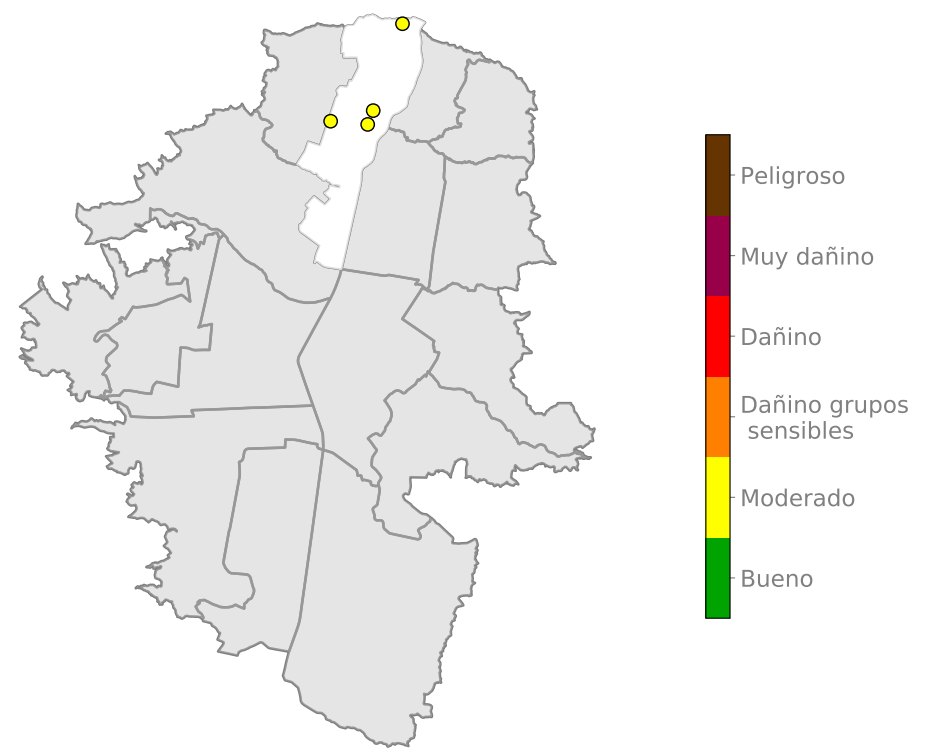 Peligroso
Muy dañino
Dañino
Dañino grupos
sensibles
Moderado
Bueno